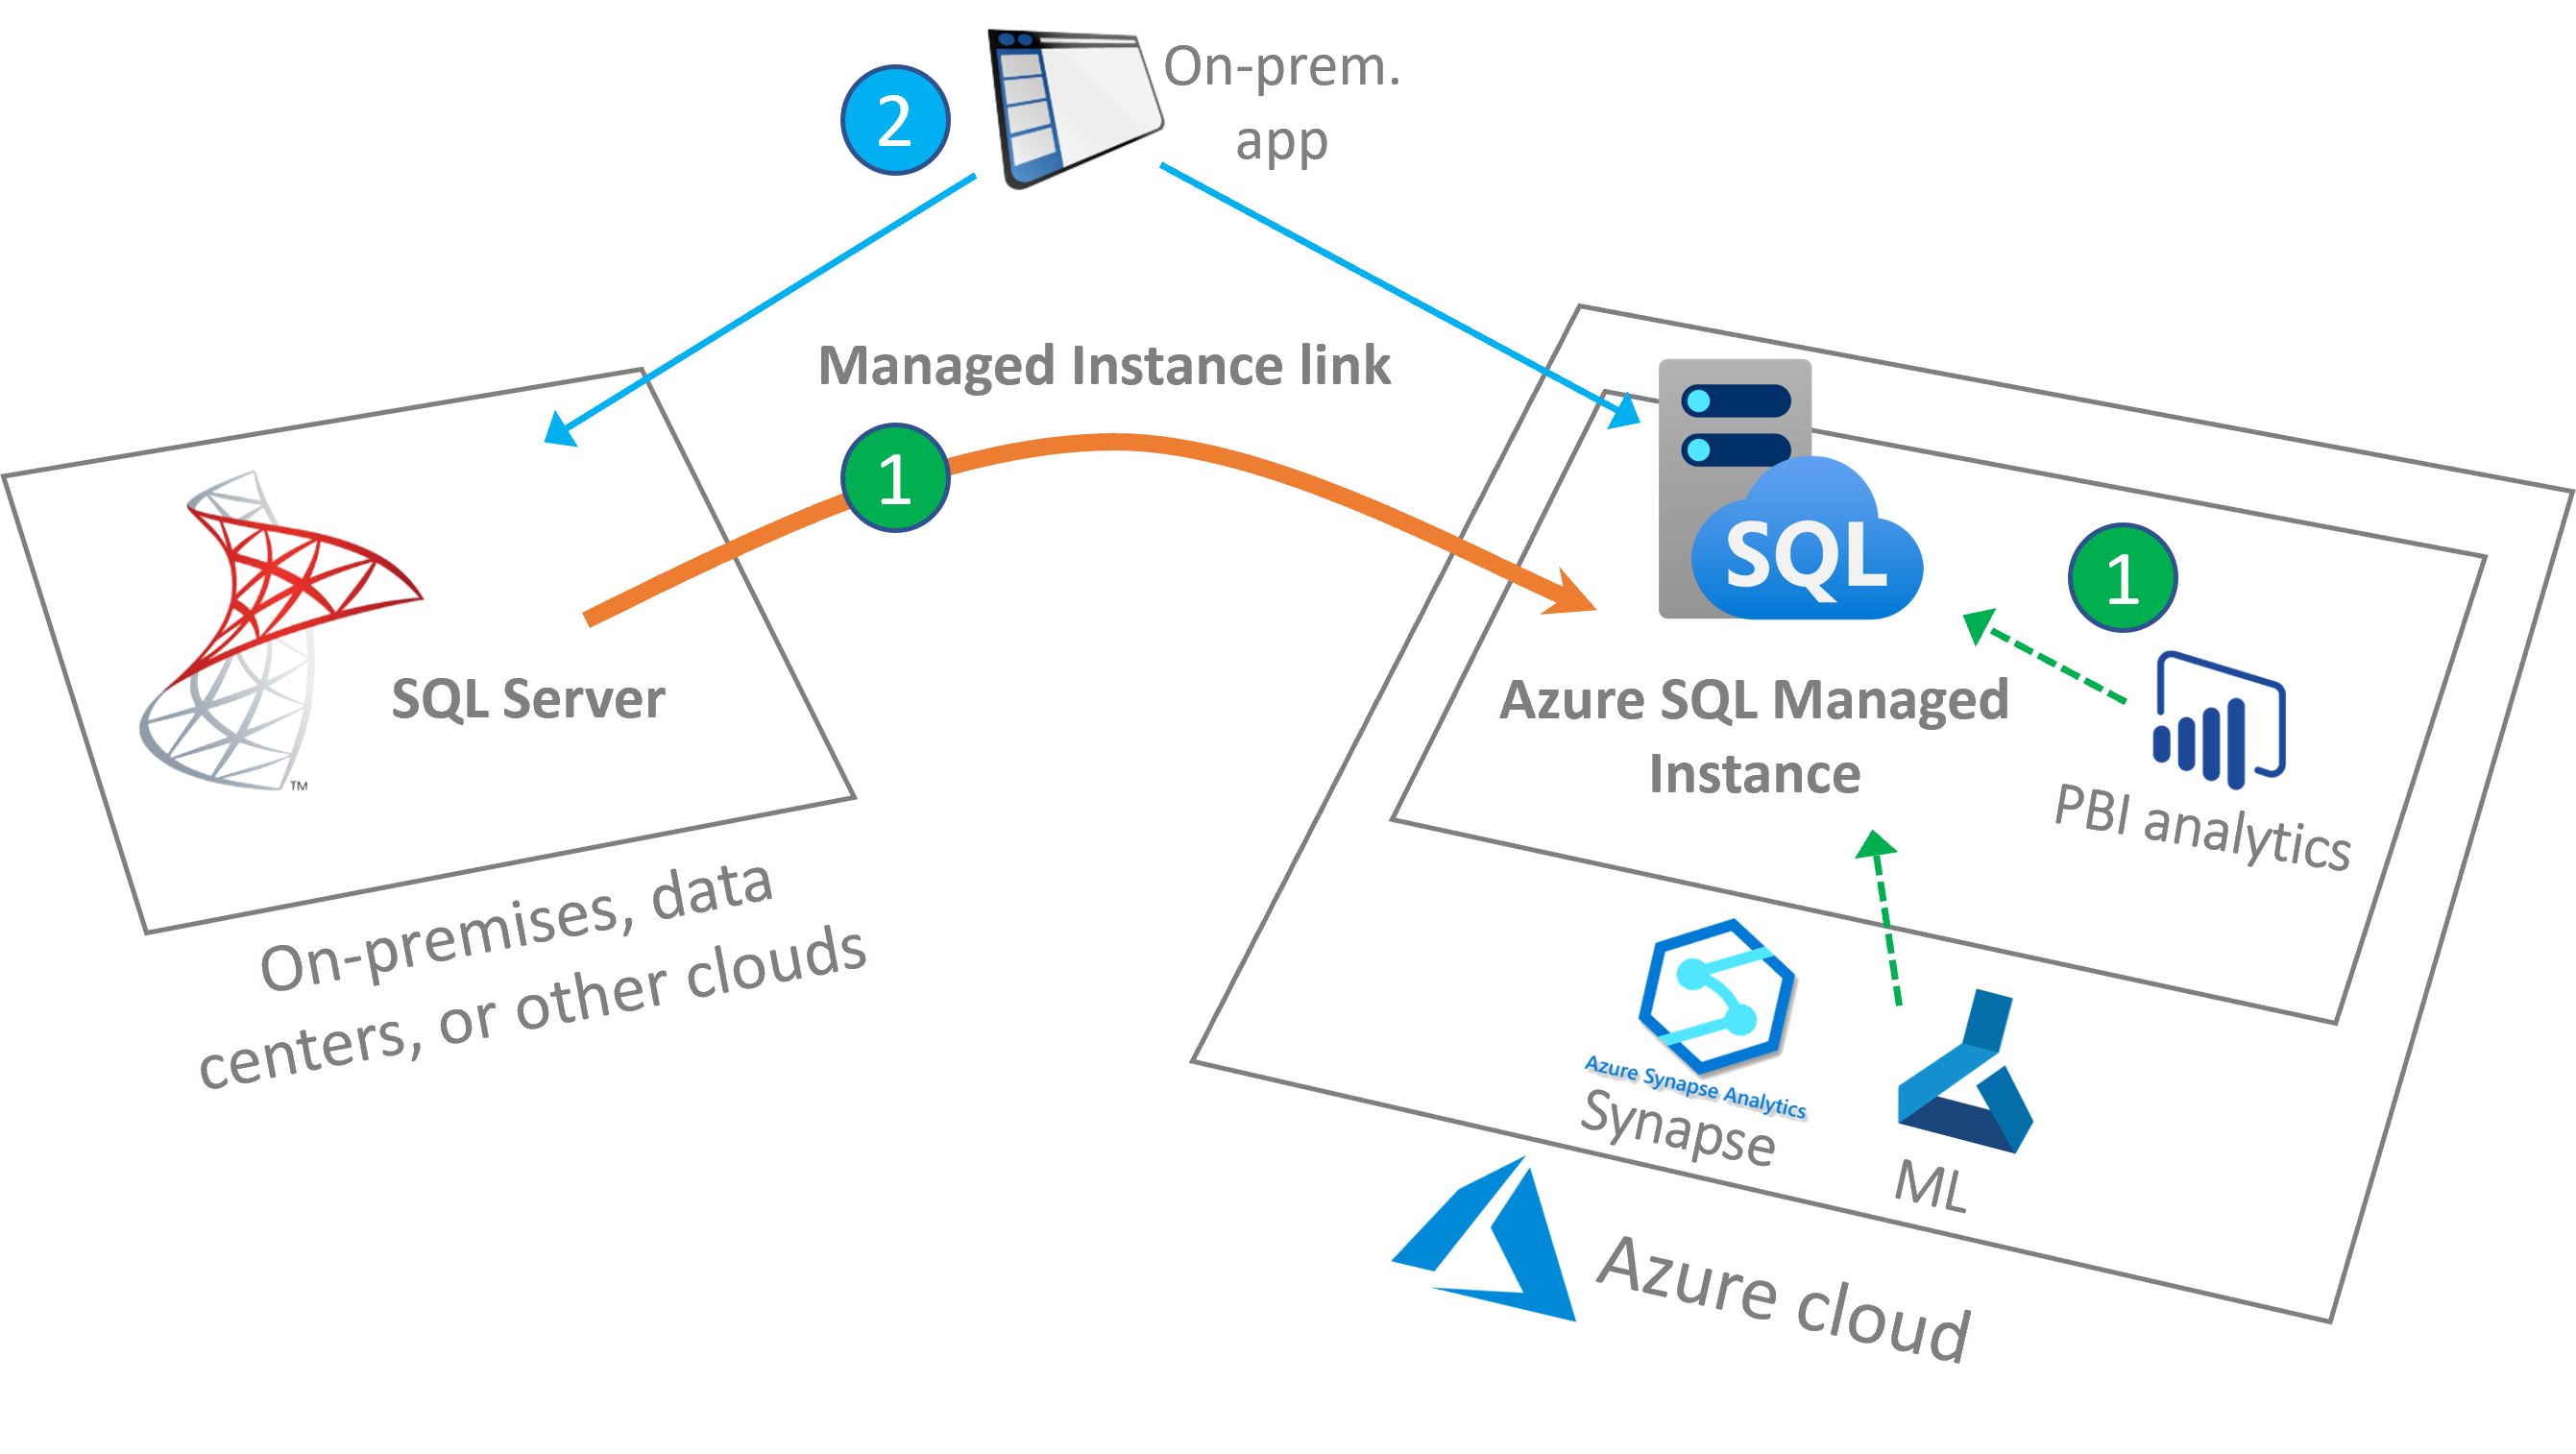 2
On-prem.
app
Managed Instance link
1
SQL
1
SQL Server
TM
Azure SQL Managed
Instance
PBI analytics
On-premises, data
centers, or other clouds
Azure Synapse Analytics
Synapse
ML
Azure cloud